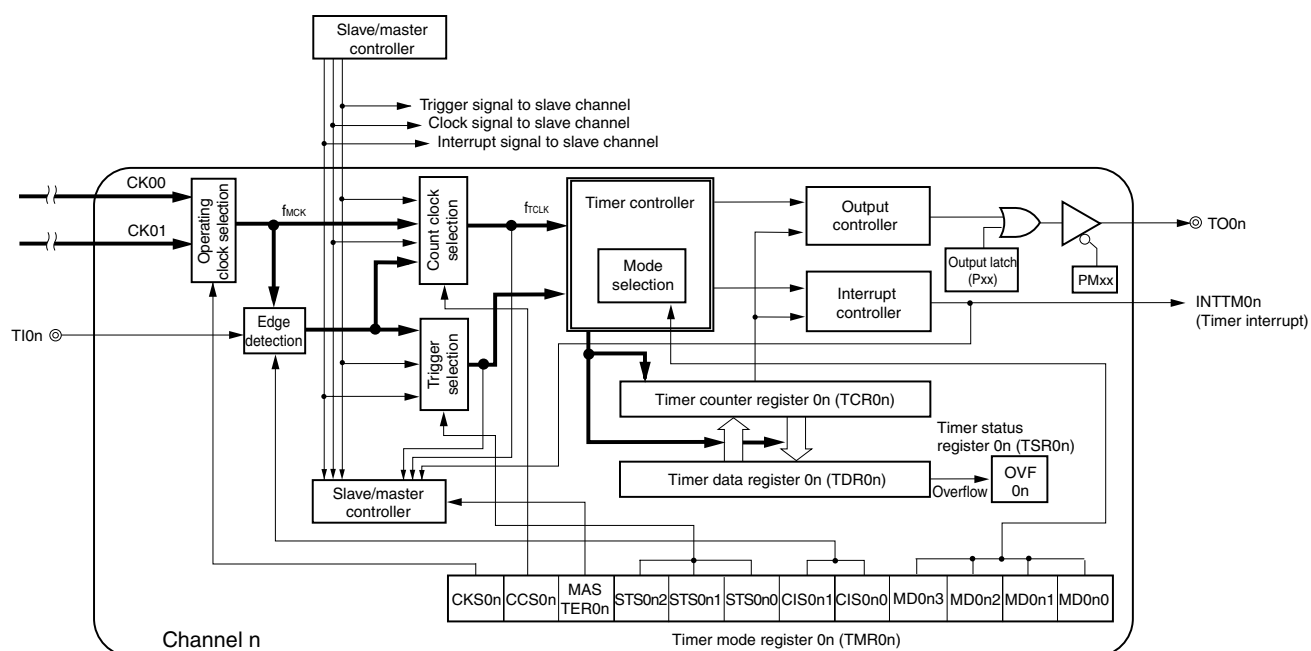 Slave/master
controller
Trigger signal to slave channel
Clock signal to slave channel
Interrupt signal to slave channel
CK00
CK01
Operating
clock selection
fMCK
Count clock
selection
fTCLK
Timer controller
Mode
selection
Output
controller
Output latch
(Pxx)
PMxx
TO0n
Interrupt
controller
INTTM0n
(Timer interrupt)
TI0n
Edge
detection
Trigger
selection
Timer counter register 0n (TCR0n)
Timer status
register 0n (TSR0n)
Timer data register 0n (TDR0n)
Overflow
OVF
0n
Slave/master
controller
CKS0n CCS0n MAS
TER0n STS0n2 STS0n1 STS0n0 CIS0n1 CIS0n0 MD0n3 MD0n2 MD0n1 MD0n0
Channel n
Timer mode register 0n (TMR0n)